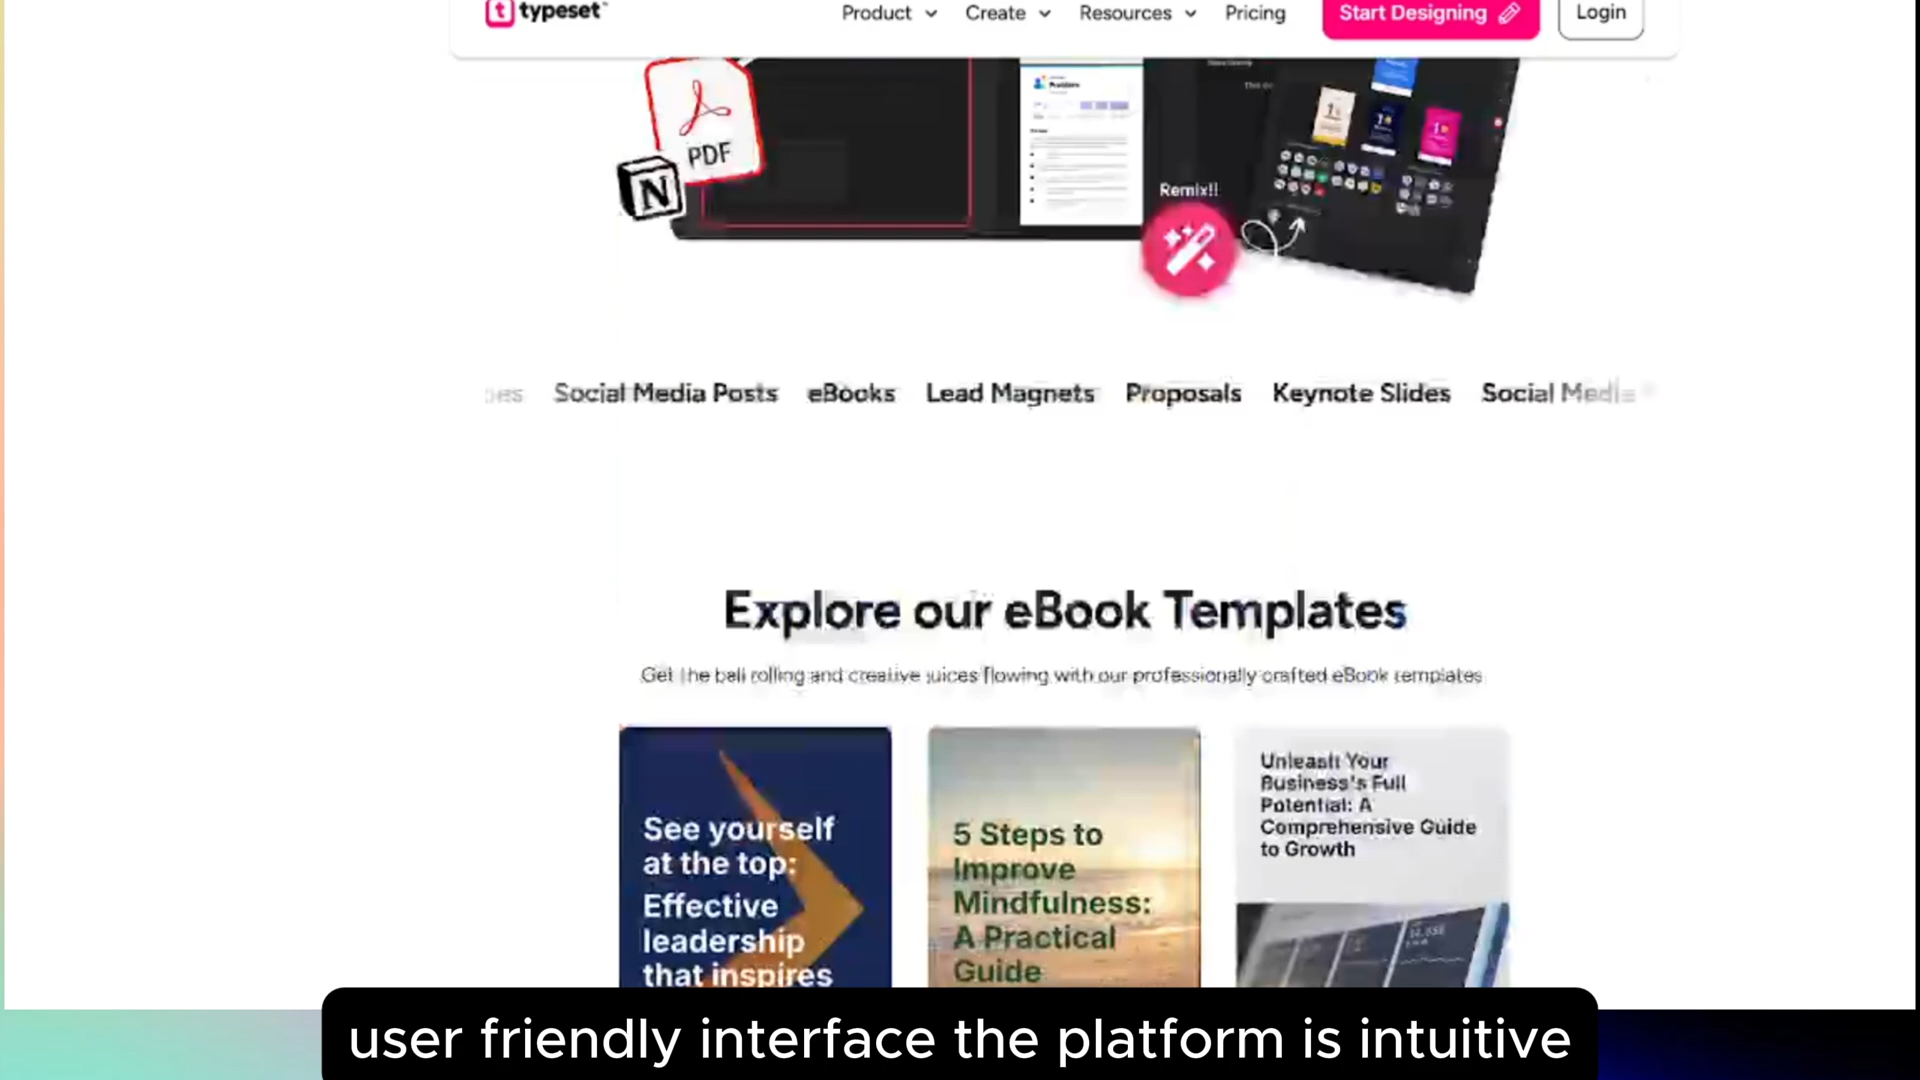 typeset
Product Create Resources Pricing Start Designing Login
PDF
N
Remix!!
Social Media Posts eBooks Lead Magnets Proposals Keynote Slides Social Media
Explore our eBook Templates
Get the ball rolling and creative juices flowing with our professionally crafted eBook templates
See yourself
at the top:
Effective
leadership
that inspires
5 Steps to
Improve
Mindfulness:
A Practical
Guide
Unleash Your
Business's Full
Potential: A
Comprehensive Guide
to Growth
user friendly interface the platform is intuitive